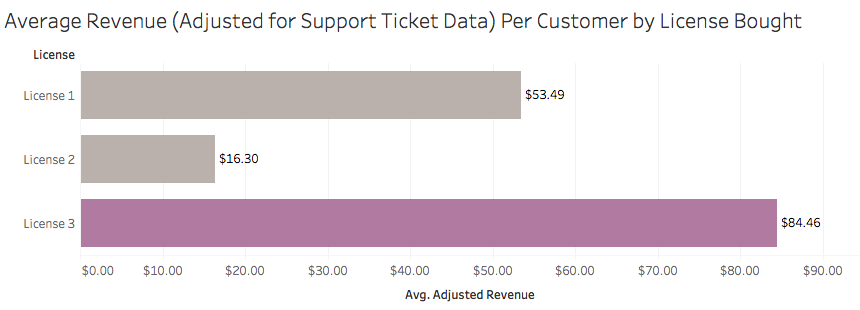 Average Revenue (Adjusted for Support Ticket Data) Per Customer by License Bought
License
License 1
$53.49
License 2
$16.30
License 3
$84.46
$0.00 $10.00 $20.00 $30.00 $40.00 $50.00 $60.00 $70.00 $80.00 $90.00
Avg. Adjusted Revenue